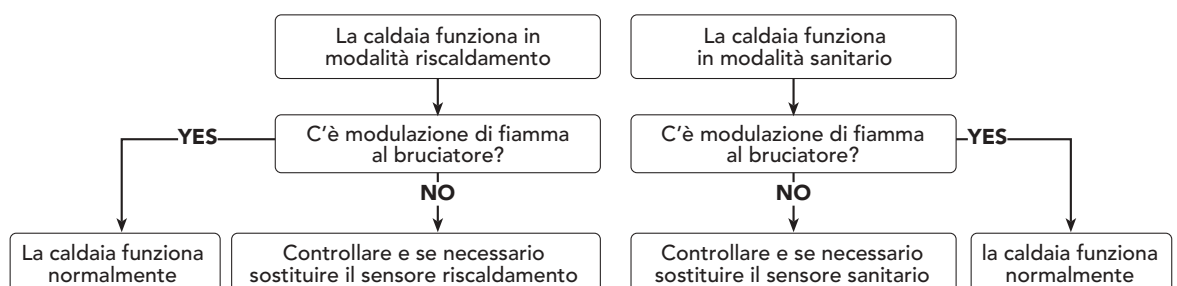 La caldaia funziona in
modalità riscaldamento
La caldaia funziona
in modalità sanitario
YES
C'è modulazione di fiamma
al bruciatore?
C'è modulazione di fiamma
al bruciatore?
YES
NO
NO
La caldaia funziona
normalmente
Controllare e se necessario
sostituire il sensore riscaldamento
Controllare e se necessario
sostituire il sensore sanitario
la caldaia funziona
normalmente